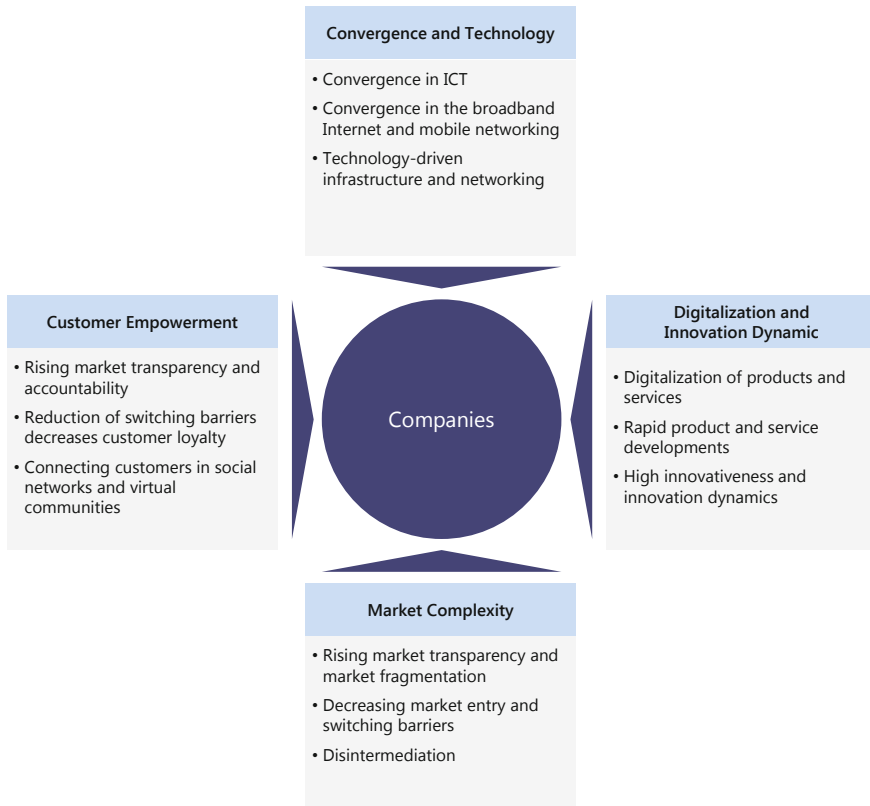 Convergence and Technology
• Convergence in ICT
• Convergence in the broadband
Internet and mobile networking
• Technology-driven
infrastructure and networking
Customer Empowerment
• Rising market transparency and
accountability
• Reduction of switching barriers
decreases customer loyalty
• Connecting customers in social
networks and virtual
communities
Companies
Digitalization and
Innovation Dynamic
• Digitalization of products and
services
• Rapid product and service
developments
• High innovativeness and
innovation dynamics
Market Complexity
• Rising market transparency and
market fragmentation
• Decreasing market entry and
switching barriers
• Disintermediation